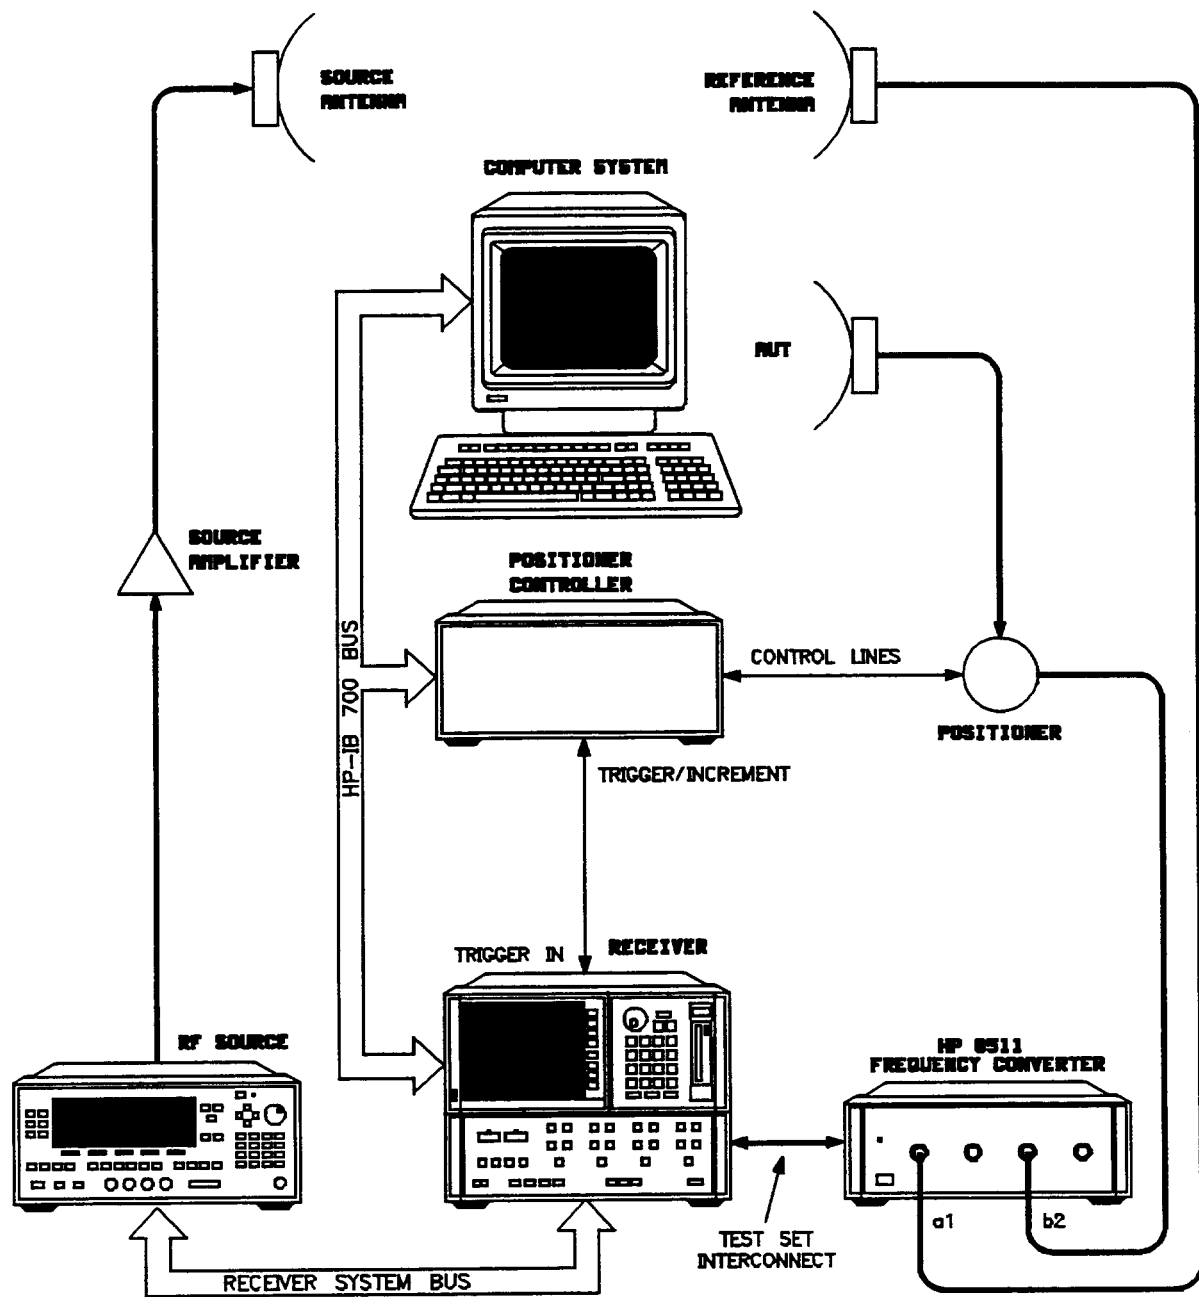 SOURCE
ANTENNA
REFERENCE
ANTENNA
COMPUTER SYSTEM
AUT
SOURCE
AMPLIFIER
POSITIONER
CONTROLLER
HP-IB 700 BUS
CONTROL LINES
POSITIONER
TRIGGER/INCREMENT
TRIGGER IN
RECEIVER
RF SOURCE
HP 8511
FREQUENCY CONVERTER
a1
b2
TEST SET
INTERCONNECT
RECEIVER SYSTEM BUS